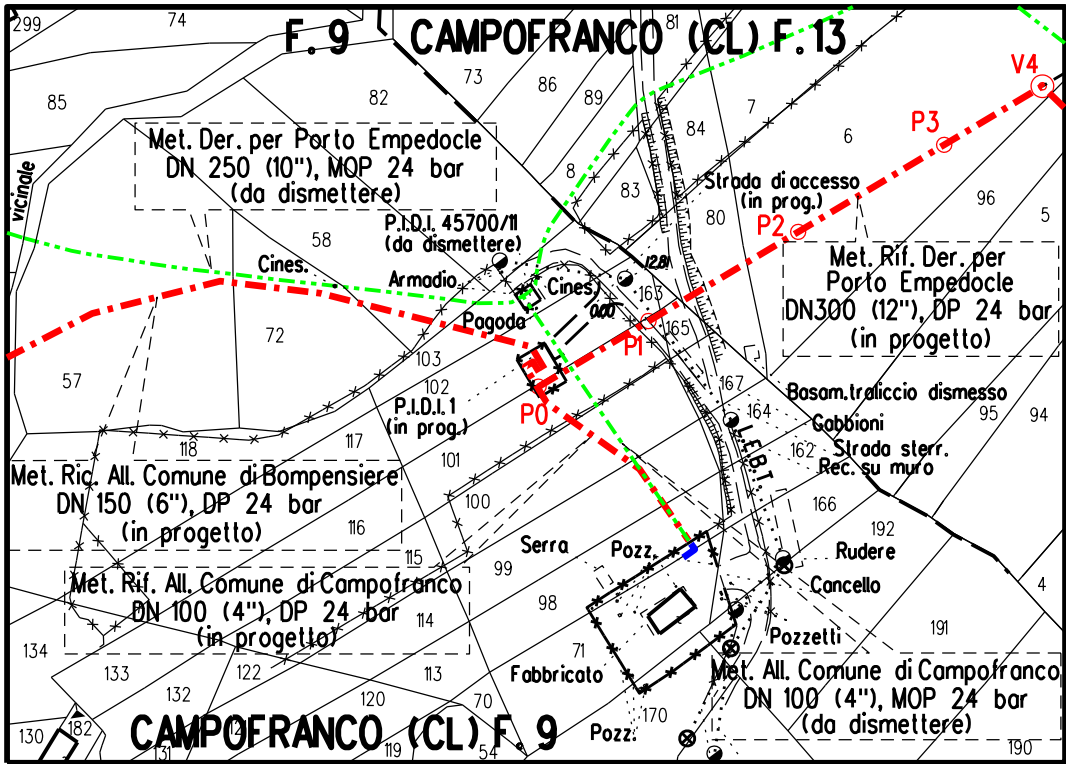 299
74
F. 9 CAMPOFRANCO (CL) F. 13
81
V4
73
86
89
85
82
7
84
6
P3
Met. Der. per Porto Empedocle
DN 250 (10"), MOP 24 bar
(da dismettere)
vicinale
8
83
Strada di accesso
(in prog.)
96
5
80
P2
P.I.D.I. 45700/11
(da dismettere)
58
Cines.
Armadio
Cines.
128
163
Met. Rif. Der. per
Porto Empedocle
DN300 (12"), DP 24 bar
(in progetto)
Pagoda
0.00
165
P1
72
103
57
102
P0
167
P.I.D.I. 1
(in prog.)
Basam.traliccio dismesso
164
Gabbioni
95
94
117
118
101
162
Strada sterr.
Rec. su muro
L.E.B.T.
Met. Ric. All. Comune di Bompensiere
DN 150 (6"), DP 24 bar
(in progetto)
100
166
116
192
115
Serra
Pozz.
Rudere
99
Met. Rif. All. Comune di Campofranco
DN 100 (4"), DP 24 bar
(in progetto)
Cancello
4
98
114
191
134
Pozzetti
71
133
122
113
Fabbricato
Met. All. Comune di Campofranco
DN 100 (4"), MOP 24 bar
(da dismettere)
132
120
70
170
182
130
CAMPOFRANCO (CL) F. 9
Pozz.
131
119
54
190